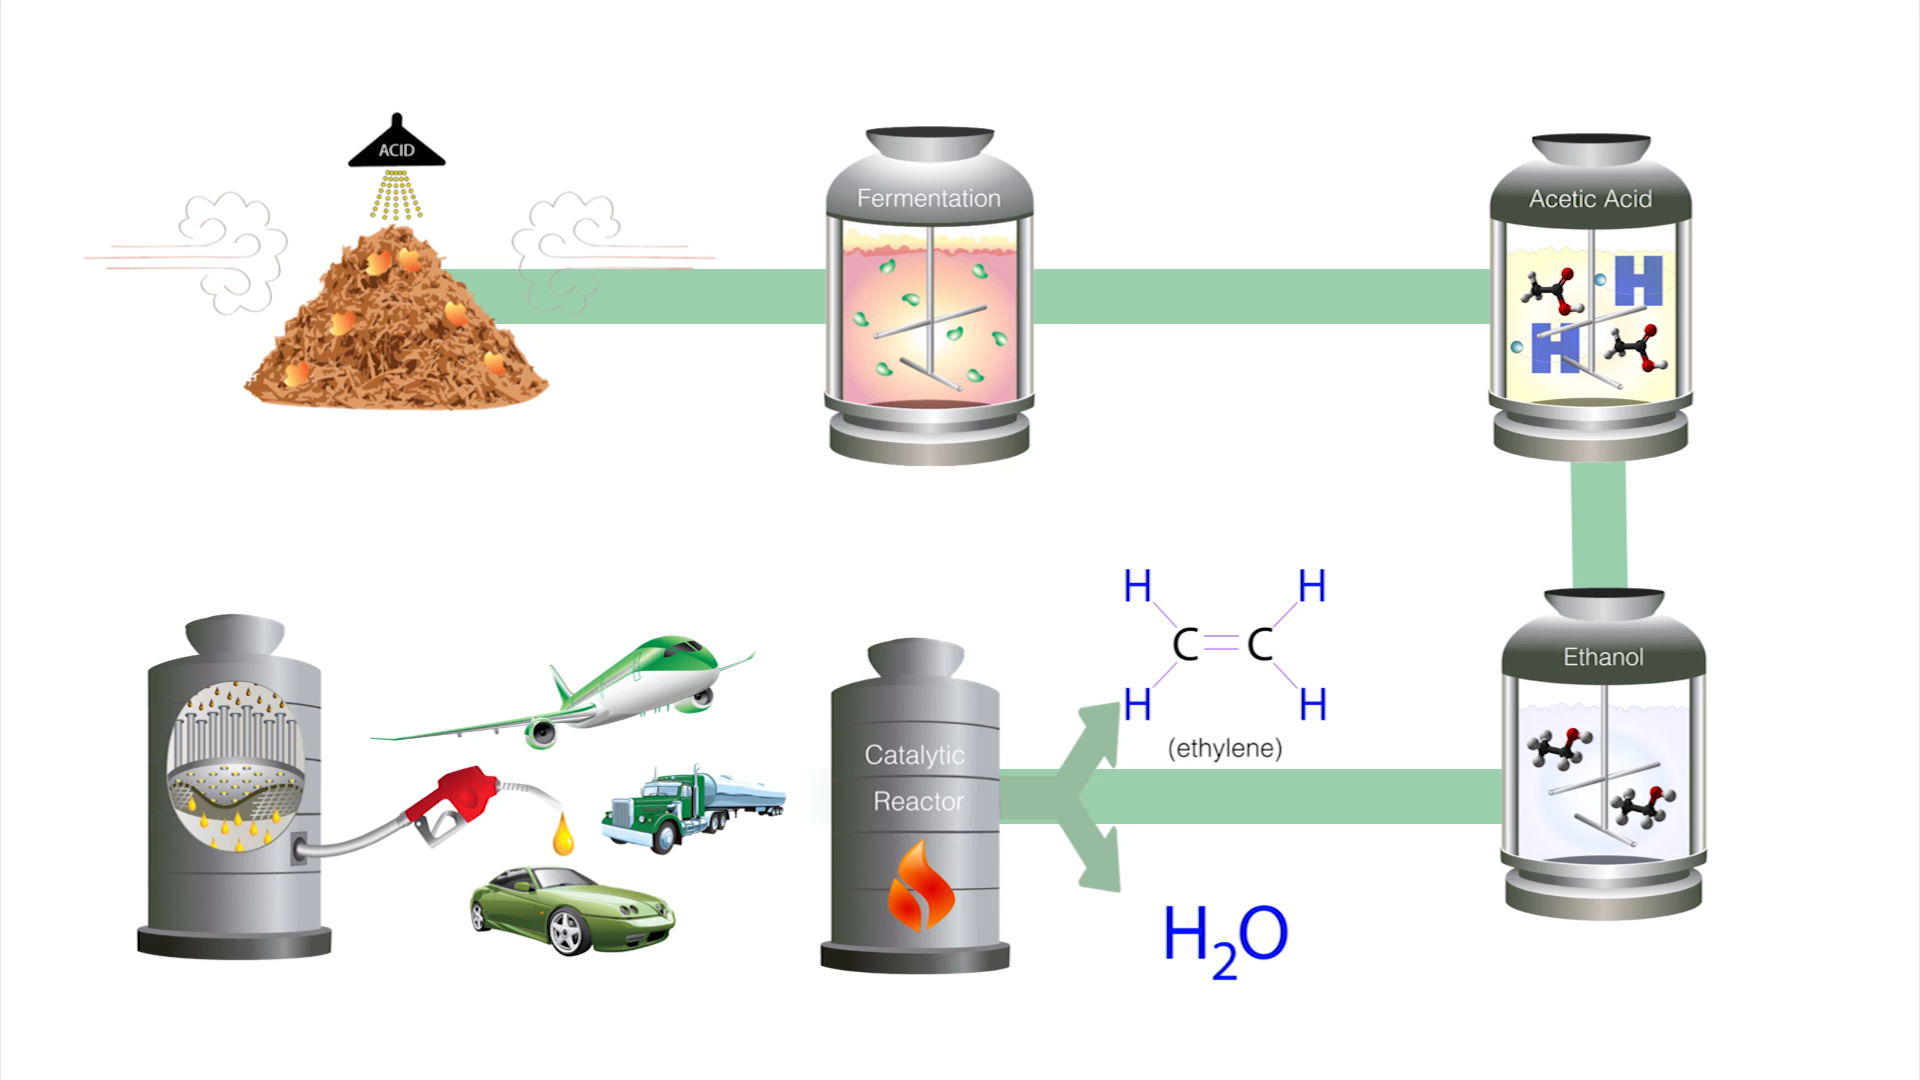 ACID
Fermentation
Acetic Acid
H
H
H H
C C
H H
(ethylene)
Ethanol
Catalytic
Reactor
H₂O